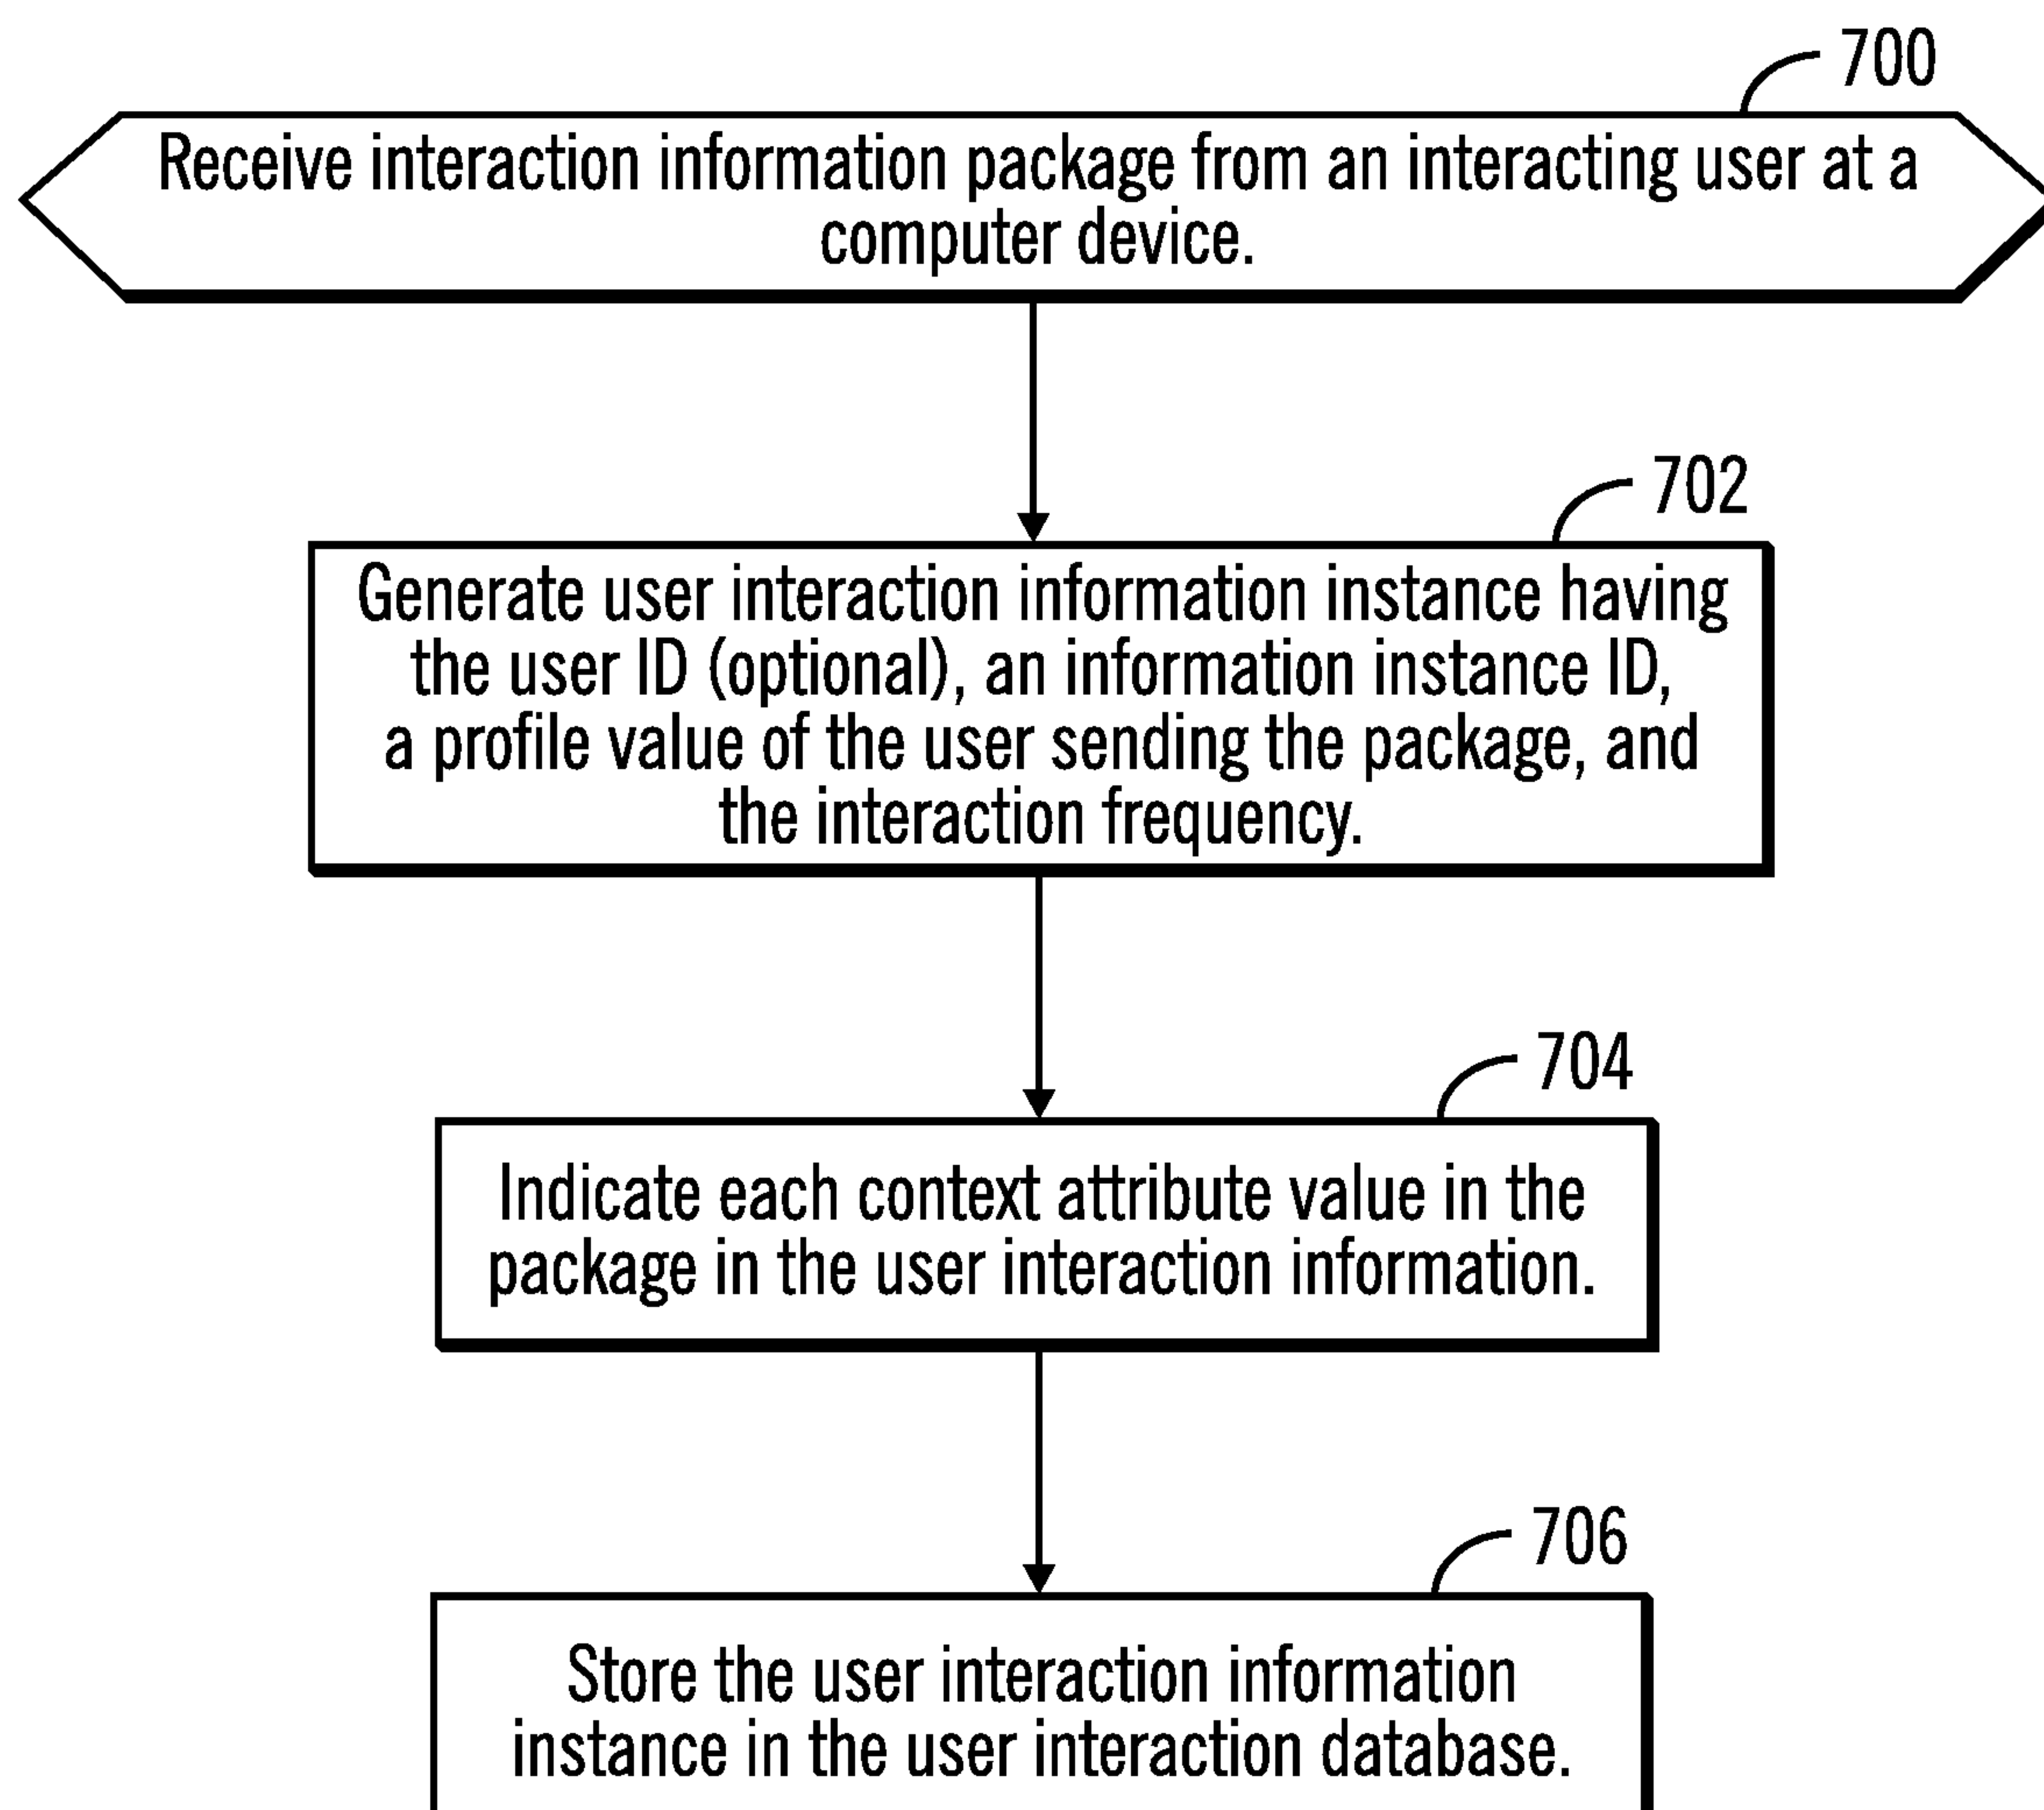 700
Receive interaction information package from an interacting user at a
computer device.
702
Generate user interaction information instance having
the user ID (optional), an information instance ID,
a profile value of the user sending the package, and
the interaction frequency.
704
Indicate each context attribute value in the
package in the user interaction information.
706
Store the user interaction information
instance in the user interaction database.